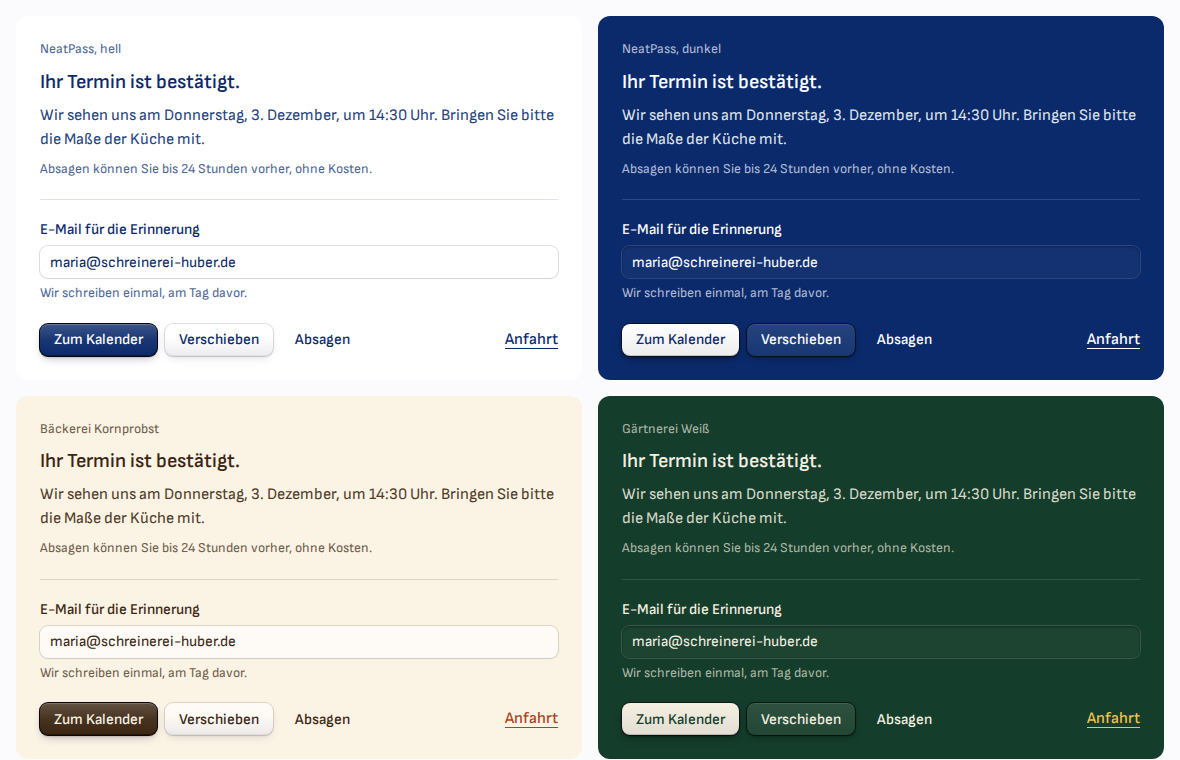 NeatPass, hell
Ihr Termin ist bestätigt.
Wir sehen uns am Donnerstag, 3. Dezember, um 14:30 Uhr. Bringen Sie bitte
die Maße der Küche mit.
Absagen können Sie bis 24 Stunden vorher, ohne Kosten.
E-Mail für die Erinnerung
maria@schreinerei-huber.de
Wir schreiben einmal, am Tag davor.
Zum Kalender Verschieben Absagen Anfahrt
NeatPass, dunkel
Ihr Termin ist bestätigt.
Wir sehen uns am Donnerstag, 3. Dezember, um 14:30 Uhr. Bringen Sie bitte
die Maße der Küche mit.
Absagen können Sie bis 24 Stunden vorher, ohne Kosten.
E-Mail für die Erinnerung
maria@schreinerei-huber.de
Wir schreiben einmal, am Tag davor.
Zum Kalender Verschieben Absagen Anfahrt
Bäckerei Kornprobst
Ihr Termin ist bestätigt.
Wir sehen uns am Donnerstag, 3. Dezember, um 14:30 Uhr. Bringen Sie bitte
die Maße der Küche mit.
Absagen können Sie bis 24 Stunden vorher, ohne Kosten.
E-Mail für die Erinnerung
maria@schreinerei-huber.de
Wir schreiben einmal, am Tag davor.
Zum Kalender Verschieben Absagen Anfahrt
Gärtnerei Weiß
Ihr Termin ist bestätigt.
Wir sehen uns am Donnerstag, 3. Dezember, um 14:30 Uhr. Bringen Sie bitte
die Maße der Küche mit.
Absagen können Sie bis 24 Stunden vorher, ohne Kosten.
E-Mail für die Erinnerung
maria@schreinerei-huber.de
Wir schreiben einmal, am Tag davor.
Zum Kalender Verschieben Absagen Anfahrt